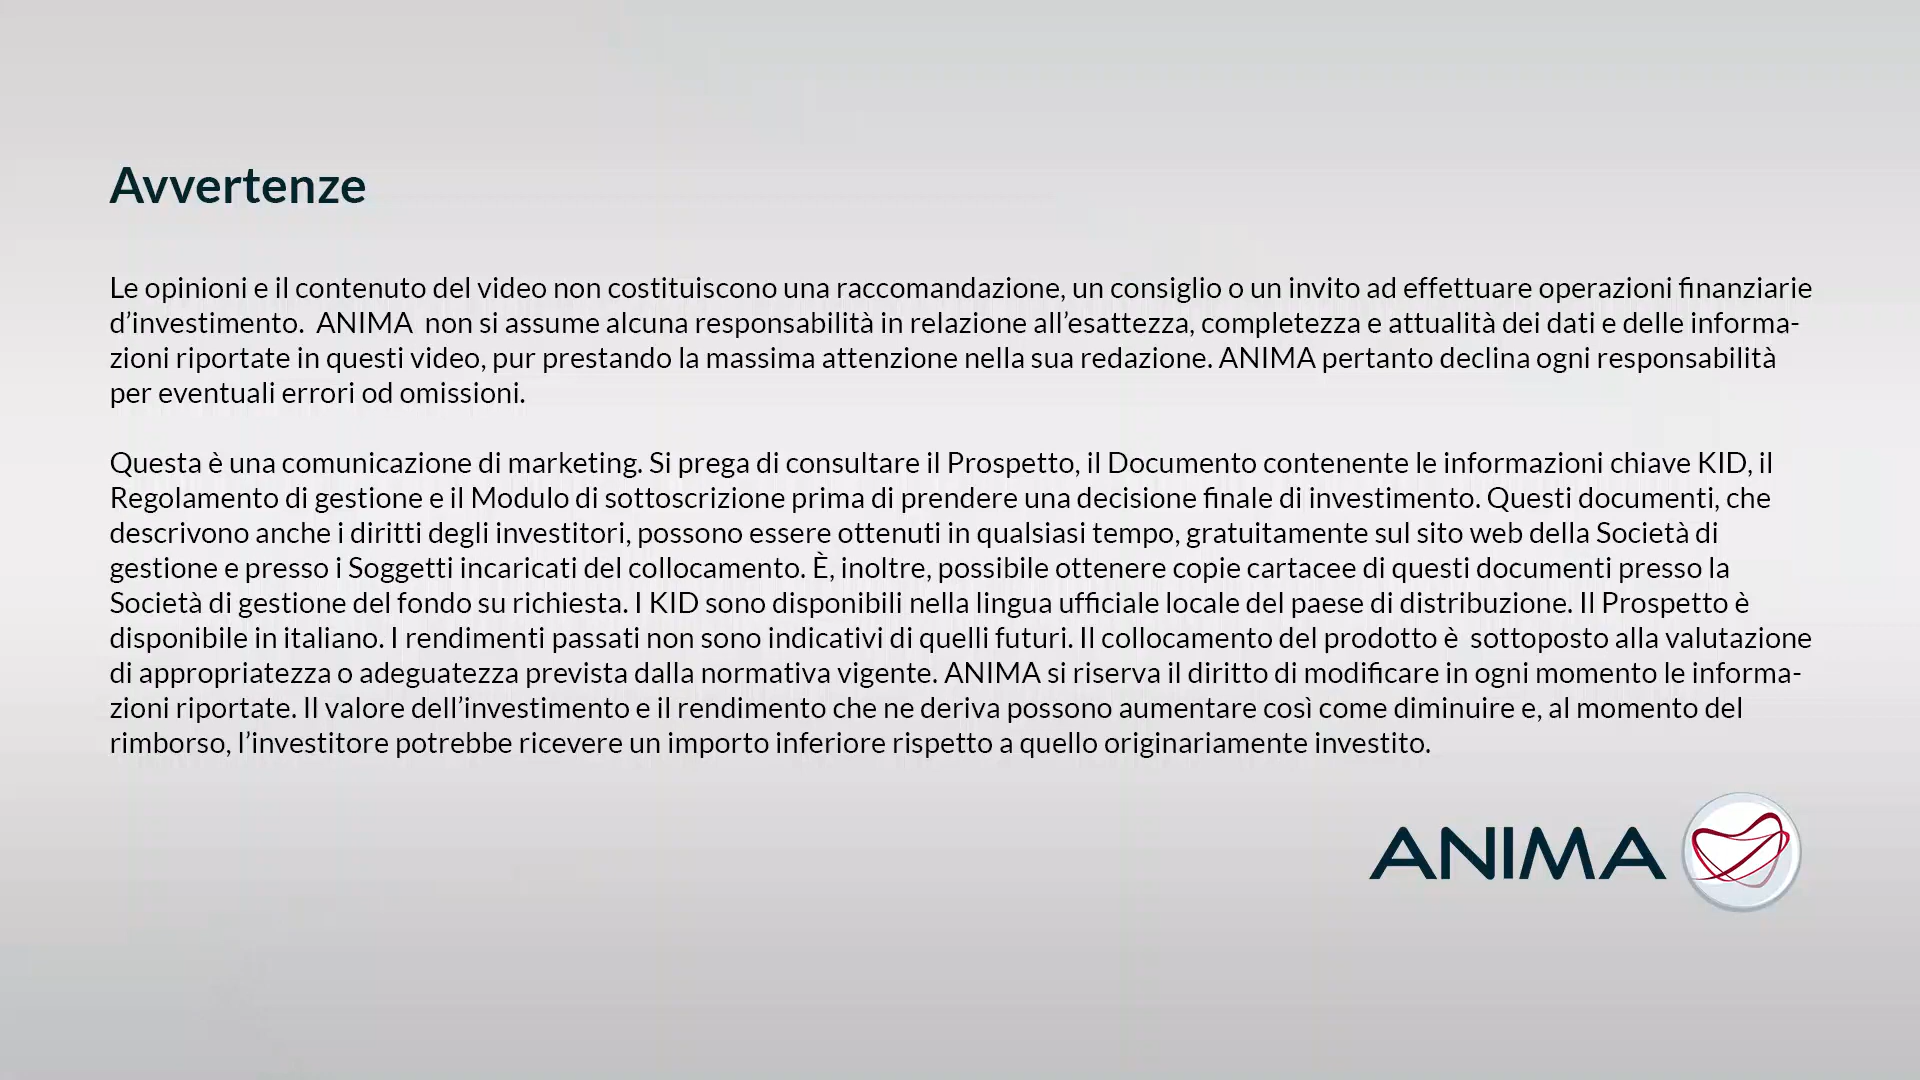 Avvertenze
Le opinioni e il contenuto del video non costituiscono una raccomandazione, un consiglio o un invito ad effettuare operazioni finanziarie
d’investimento.  ANIMA  non si assume alcuna responsabilità in relazione all’esattezza, completezza e attualità dei dati e delle informa-
zioni riportate in questi video, pur prestando la massima attenzione nella sua redazione. ANIMA pertanto declina ogni responsabilità
per eventuali errori od omissioni.
Questa è una comunicazione di marketing. Si prega di consultare il Prospetto, il Documento contenente le informazioni chiave KID, il
Regolamento di gestione e il Modulo di sottoscrizione prima di prendere una decisione finale di investimento. Questi documenti, che
descrivono anche i diritti degli investitori, possono essere ottenuti in qualsiasi tempo, gratuitamente sul sito web della Società di
gestione e presso i Soggetti incaricati del collocamento. È, inoltre, possibile ottenere copie cartacee di questi documenti presso la
Società di gestione del fondo su richiesta. I KID sono disponibili nella lingua ufficiale locale del paese di distribuzione. Il Prospetto è
disponibile in italiano. I rendimenti passati non sono indicativi di quelli futuri. Il collocamento del prodotto è  sottoposto alla valutazione
di appropriatezza o adeguatezza prevista dalla normativa vigente. ANIMA si riserva il diritto di modificare in ogni momento le informa-
zioni riportate. Il valore dell’investimento e il rendimento che ne deriva possono aumentare così come diminuire e, al momento del
rimborso, l’investitore potrebbe ricevere un importo inferiore rispetto a quello originariamente investito.
ANIMA